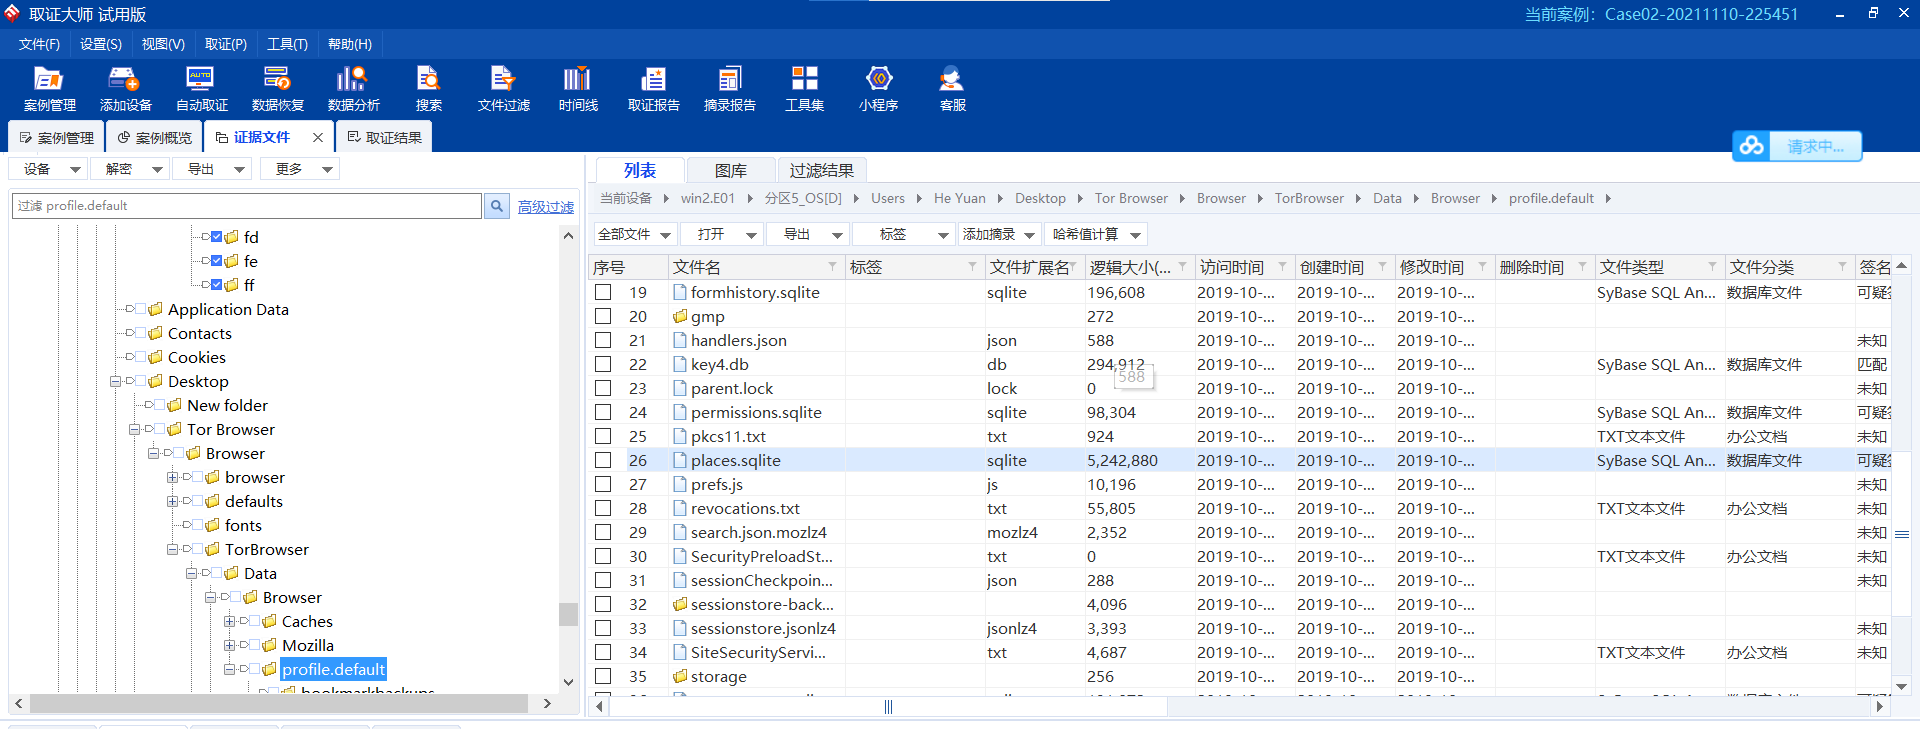 取证大师 试用版
当前案例： Case02-20211110-225451
文件(F) 设置(S) 视图(V) 取证(P) 工具(T) 帮助(H)
案例管理 添加设备 自动取证 数据恢复 数据分析 搜索 文件过滤 时间线 取证报告 摘录报告 工具集 小程序 客服
案例管理 案例概览 证据文件 取证结果
请求中...
设备 解密 导出 更多
过滤 profile.default
高级过滤
fd
fe
ff
Application Data
Contacts
Cookies
Desktop
New folder
Tor Browser
Browser
browser
defaults
fonts
TorBrowser
Data
Browser
Caches
Mozilla
profile.default
bookmarkbackups
列表 图库 过滤结果
当前设备 win2.E01 分区5_OS[D] Users He Yuan Desktop Tor Browser Browser TorBrowser Data Browser profile.default
全部文件 打开 导出 标签 添加摘录 哈希值计算
序号 文件名 标签 文件扩展名 逻辑大小(... 访问时间 创建时间 修改时间 删除时间 文件类型 文件分类 签名
19 formhistory.sqlite sqlite 196,608 2019-10-... 2019-10-... 2019-10-... SyBase SQL An... 数据库文件 可疑
20 gmp 272 2019-10-... 2019-10-... 2019-10-...
21 handlers.json json 588 2019-10-... 2019-10-... 2019-10-... 未知
22 key4.db db 294,912 2019-10-... 2019-10-... 2019-10-... SyBase SQL An... 数据库文件 匹配
588
23 parent.lock lock 0 2019-10-... 2019-10-... 2019-10-... 未知
24 permissions.sqlite sqlite 98,304 2019-10-... 2019-10-... 2019-10-... SyBase SQL An... 数据库文件 可疑
25 pkcs11.txt txt 924 2019-10-... 2019-10-... 2019-10-... TXT文本文件 办公文档 未知
26 places.sqlite sqlite 5,242,880 2019-10-... 2019-10-... 2019-10-... SyBase SQL An... 数据库文件 可疑
27 prefs.js js 10,196 2019-10-... 2019-10-... 2019-10-... 未知
28 revocations.txt txt 55,805 2019-10-... 2019-10-... 2019-10-... TXT文本文件 办公文档 未知
29 search.json.mozlz4 mozlz4 2,352 2019-10-... 2019-10-... 2019-10-... 未知
30 SecurityPreloadSt... txt 0 2019-10-... 2019-10-... 2019-10-... TXT文本文件 办公文档 未知
31 sessionCheckpoin... json 288 2019-10-... 2019-10-... 2019-10-... 未知
32 sessionstore-back... 4,096 2019-10-... 2019-10-... 2019-10-...
33 sessionstore.jsonlz4 jsonlz4 3,393 2019-10-... 2019-10-... 2019-10-... 未知
34 SiteSecurityServi... txt 4,687 2019-10-... 2019-10-... 2019-10-... TXT文本文件 办公文档 未知
35 storage 256 2019-10-... 2019-10-... 2019-10-...